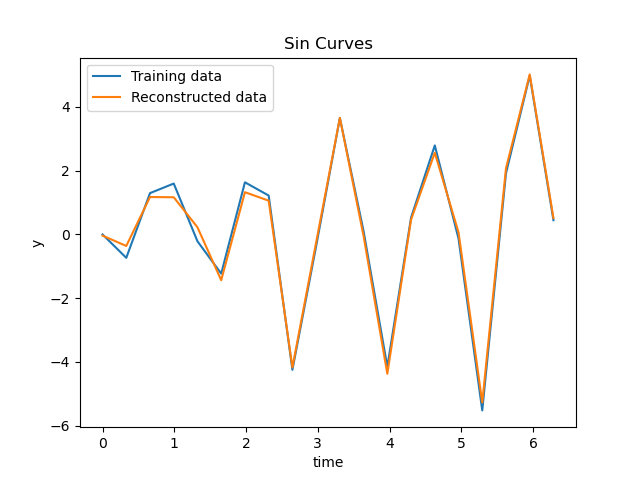 Sin Curves
Training data
Reconstructed data
y
4
2
0
−2
−4
−6
0 1 2 3 4 5 6
time